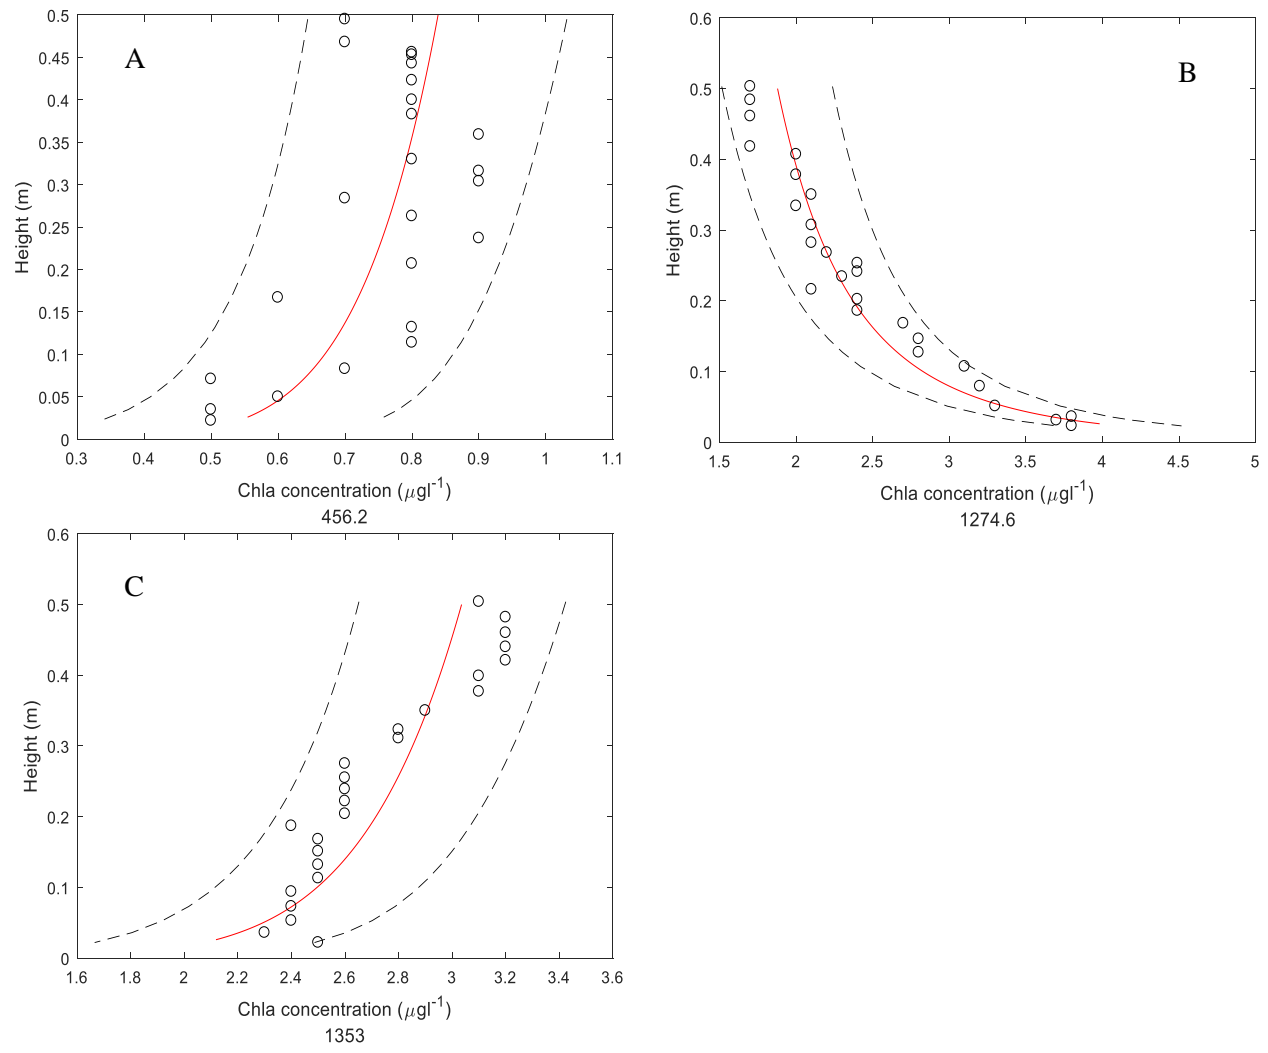 A
Height (m)
0.5
0.45
0.4
0.35
0.3
0.25
0.2
0.15
0.1
0.05
0
0.3 0.4 0.5 0.6 0.7 0.8 0.9 1 1.1
Chla concentration (μgl-1)
456.2
B
Height (m)
0.6
0.5
0.4
0.3
0.2
0.1
0
1.5 2 2.5 3 3.5 4 4.5 5
Chla concentration (μgl-1)
1274.6
C
Height (m)
0.6
0.5
0.4
0.3
0.2
0.1
0
1.6 1.8 2 2.2 2.4 2.6 2.8 3 3.2 3.4 3.6
Chla concentration (μgl-1)
1353